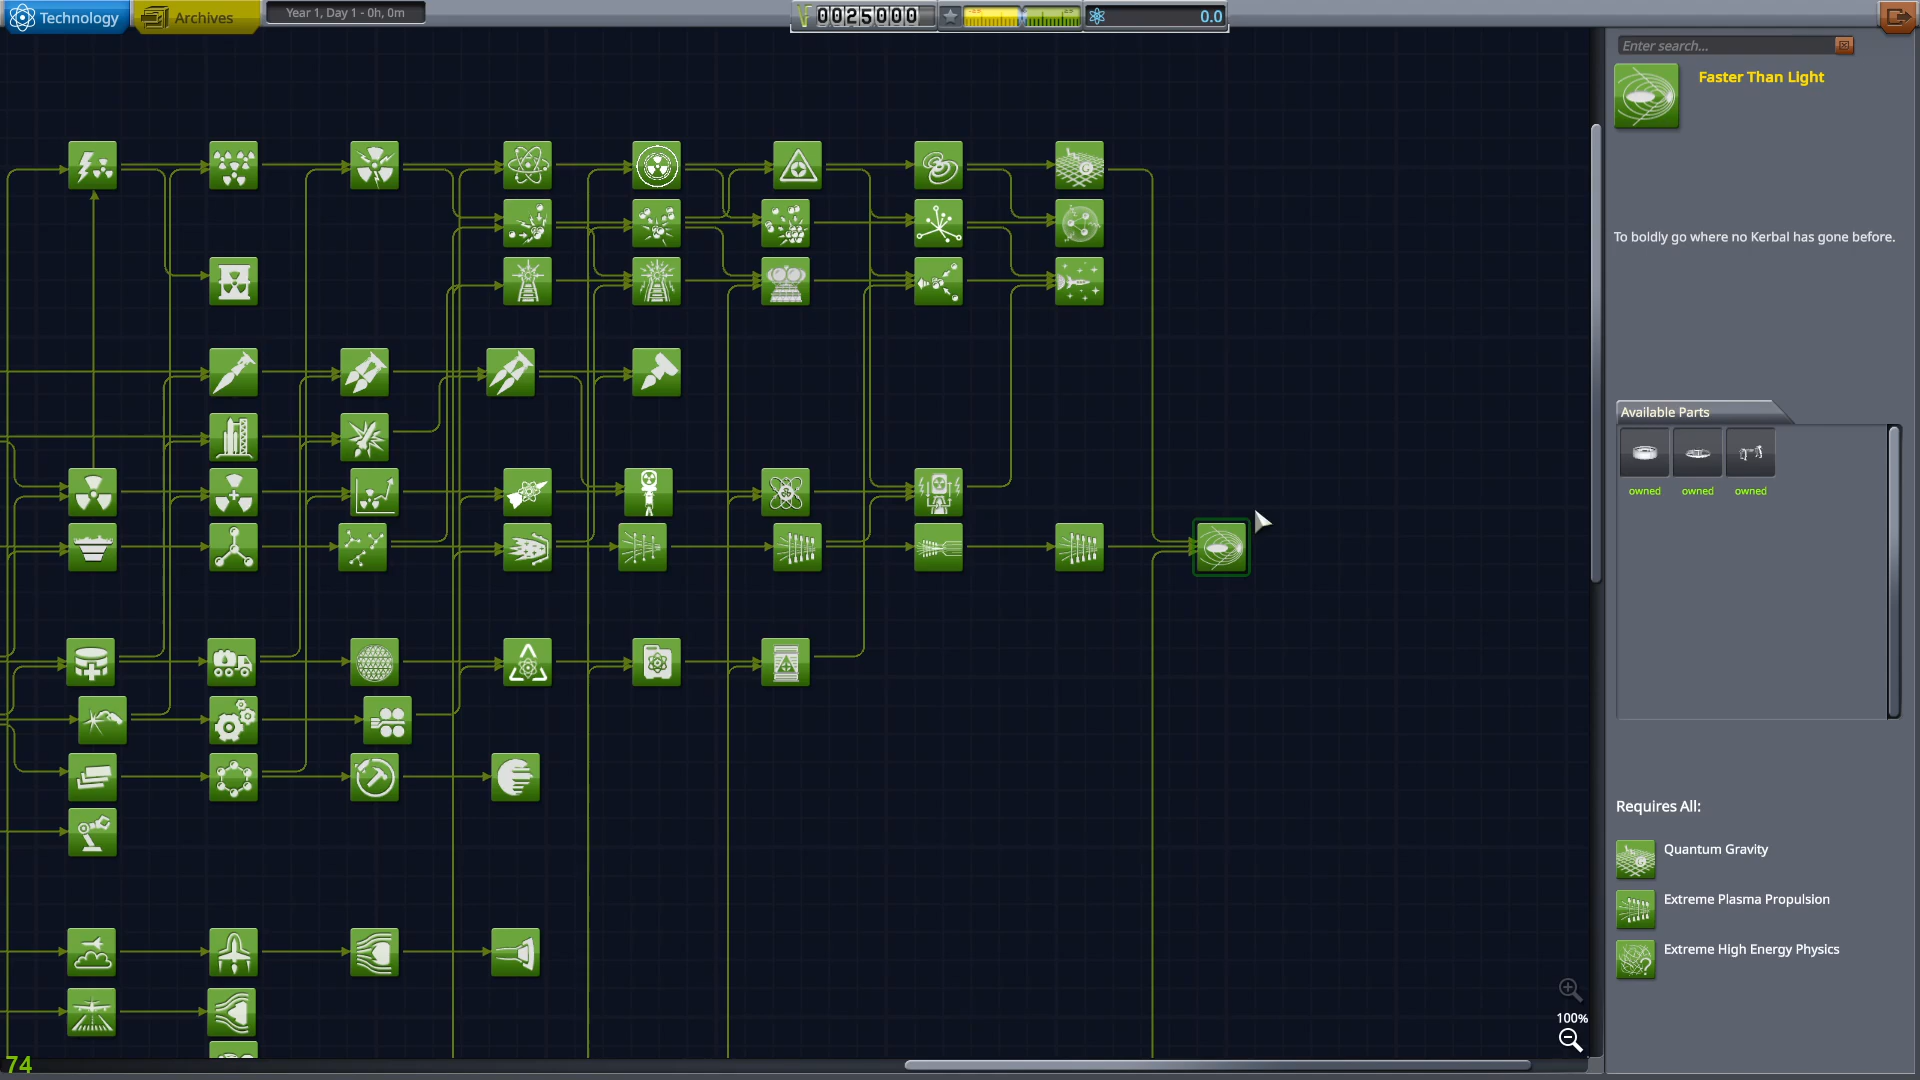 Technology
Archives
Year 1, Day 1 - 0h, 0m
0025000
0.0
Enter search...
Faster Than Light
To boldly go where no Kerbal has gone before.
Available Parts
owned owned owned
Requires All:
Quantum Gravity
Extreme Plasma Propulsion
Extreme High Energy Physics
100%
74